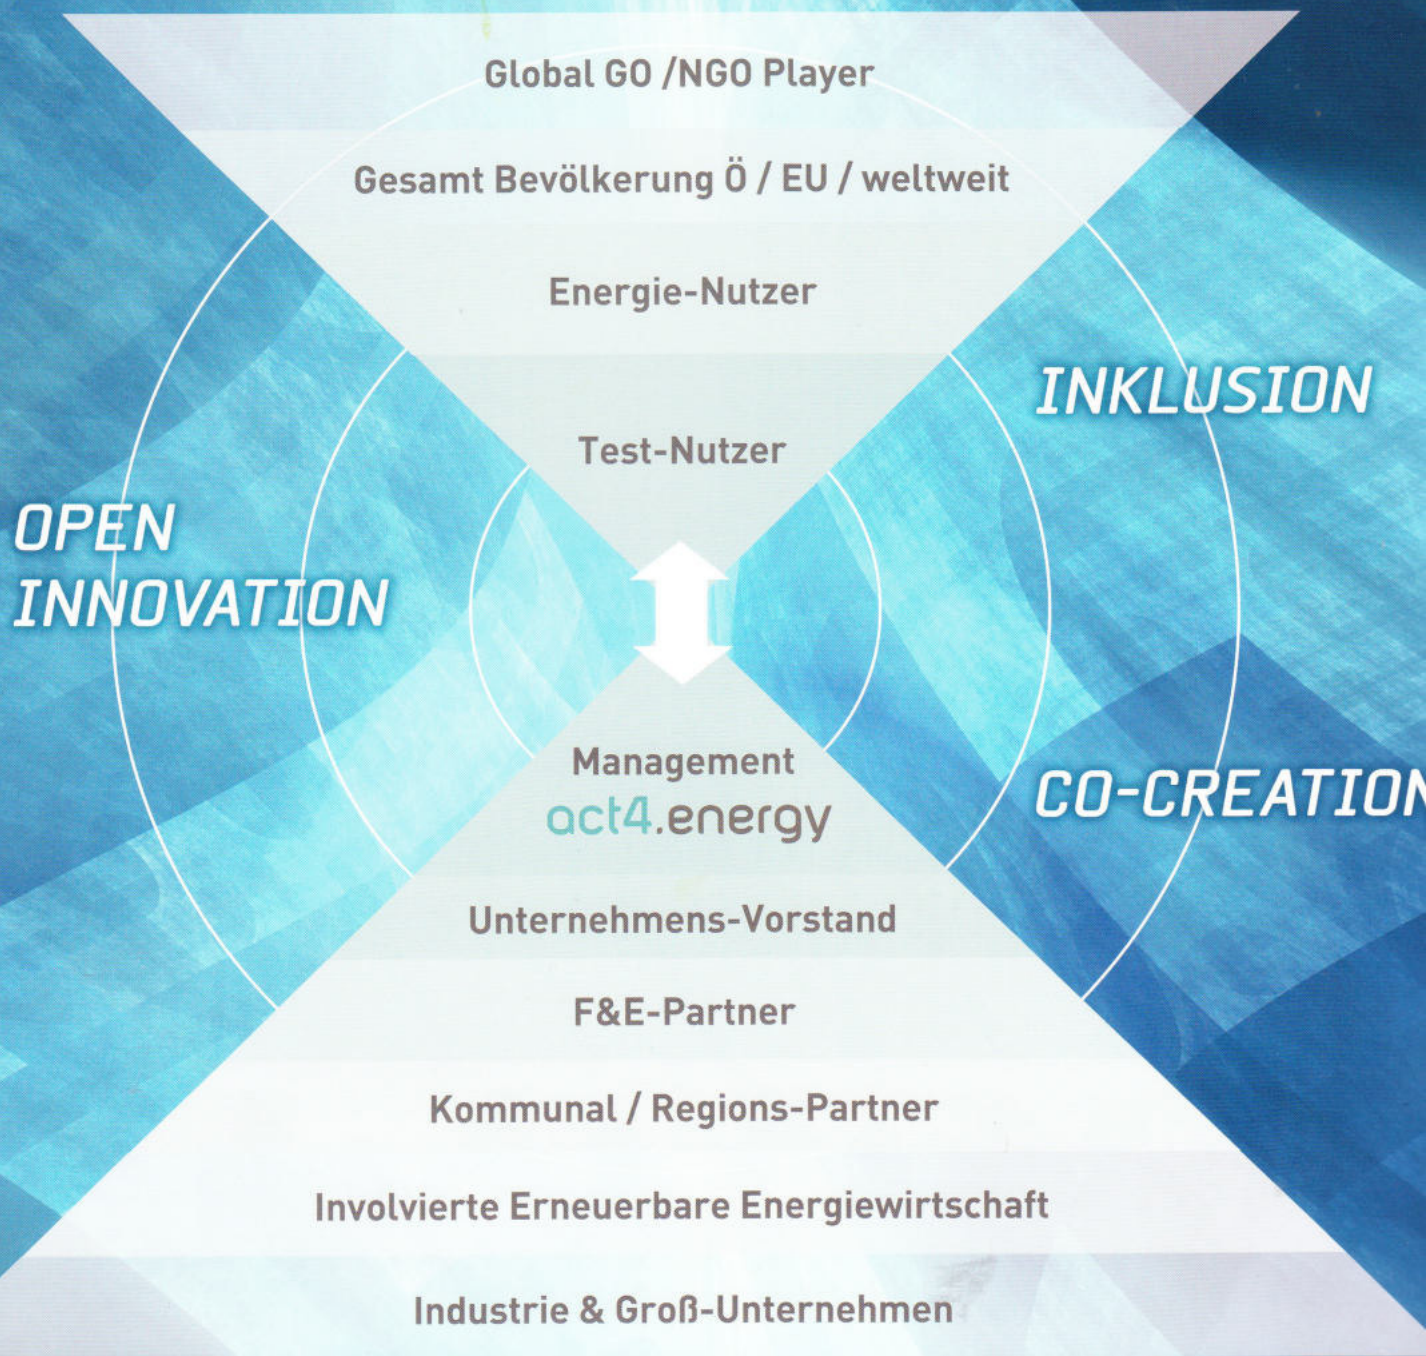 Global GO /NGO Player
Gesamt Bevölkerung Ö / EU / weltweit
Energie-Nutzer
INKLUSION
Test-Nutzer
OPEN
INNOVATION
Management
act4.energy
CO-CREATION
Unternehmens-Vorstand
F&E-Partner
Kommunal / Regions-Partner
Involvierte Erneuerbare Energiewirtschaft
Industrie & Groß-Unternehmen